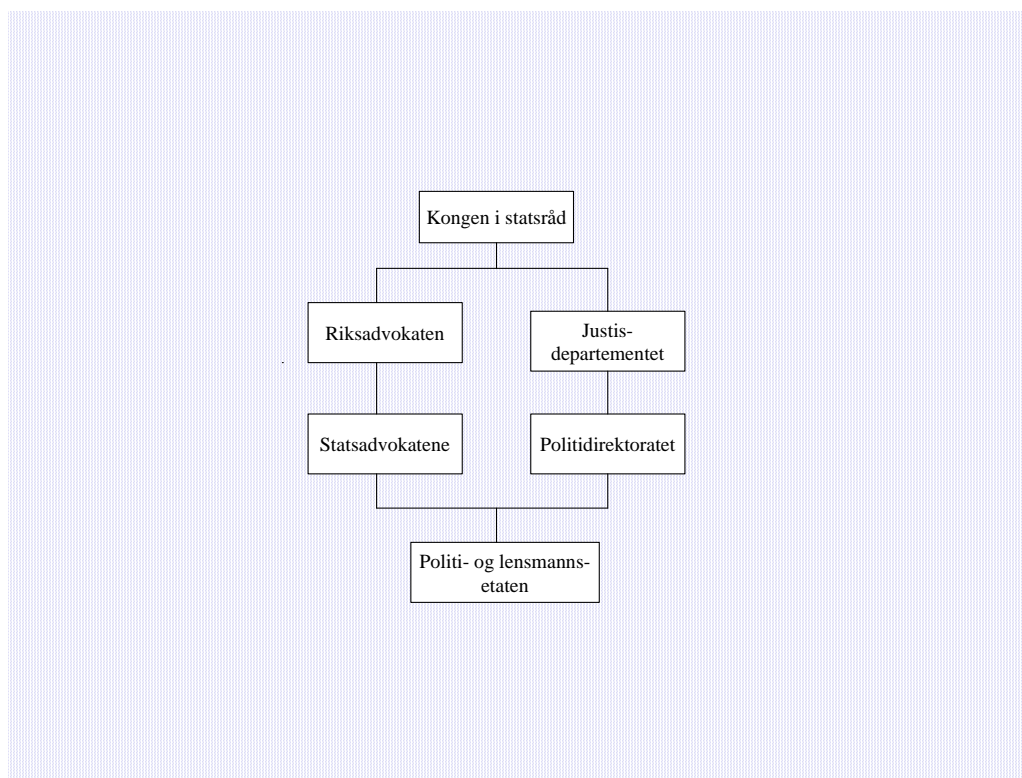 Kongen i statsråd
Riksadvokaten
Justis-
departementet
Statsadvokatene
Politidirektoratet
Politi- og lensmanns-
etaten